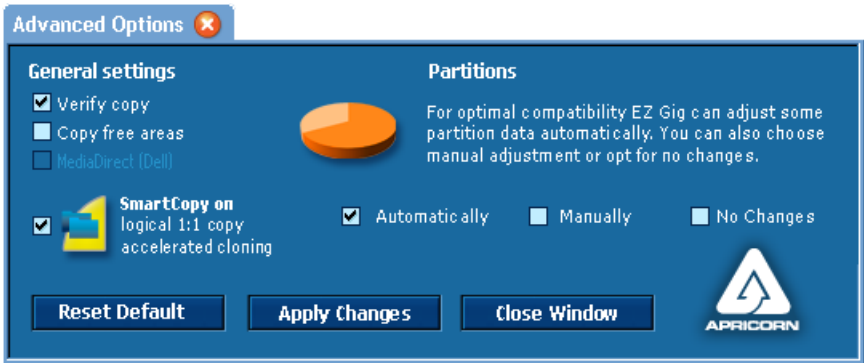 Advanced Options
General settings
Verify copy
Copy free areas
MediaDirect (Dell)
SmartCopy on
logical 1:1 copy
accelerated cloning
Partitions
For optimal compatibility EZ Gig can adjust some
partition data automatically. You can also choose
manual adjustment or opt for no changes.
Automatically
Manually
No Changes
Reset Default
Apply Changes
Close Window
APRICORN